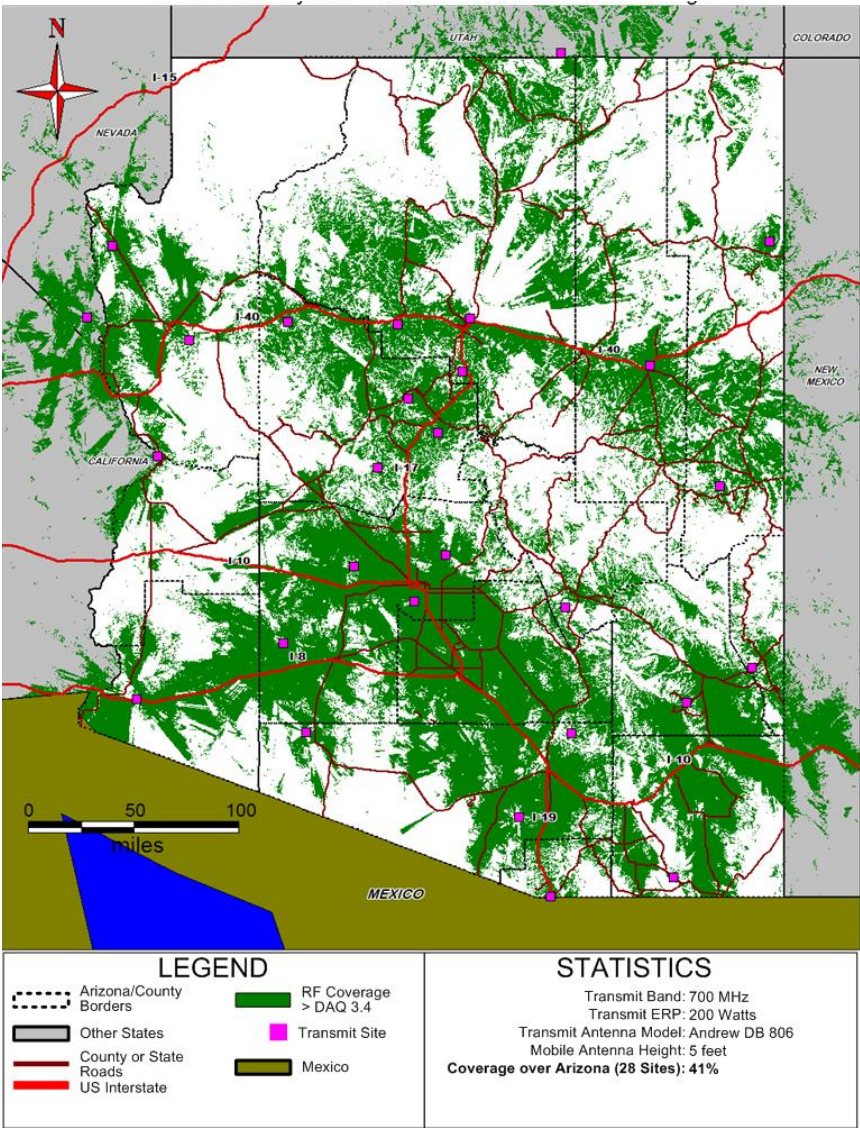 N
UTAH
COLORADO
I-15
NEVADA
I-40
I-40
NEW
MEXICO
CALIFORNIA
I-17
I-10
I-8
I-10
0 50 100
miles
I-19
MEXICO
LEGEND
Arizona/County
Borders
RF Coverage
> DAQ 3.4
Other States
Transmit Site
County or State
Roads
Mexico
US Interstate
STATISTICS
Transmit Band: 700 MHz
Transmit ERP: 200 Watts
Transmit Antenna Model: Andrew DB 806
Mobile Antenna Height: 5 feet
Coverage over Arizona (28 Sites): 41%